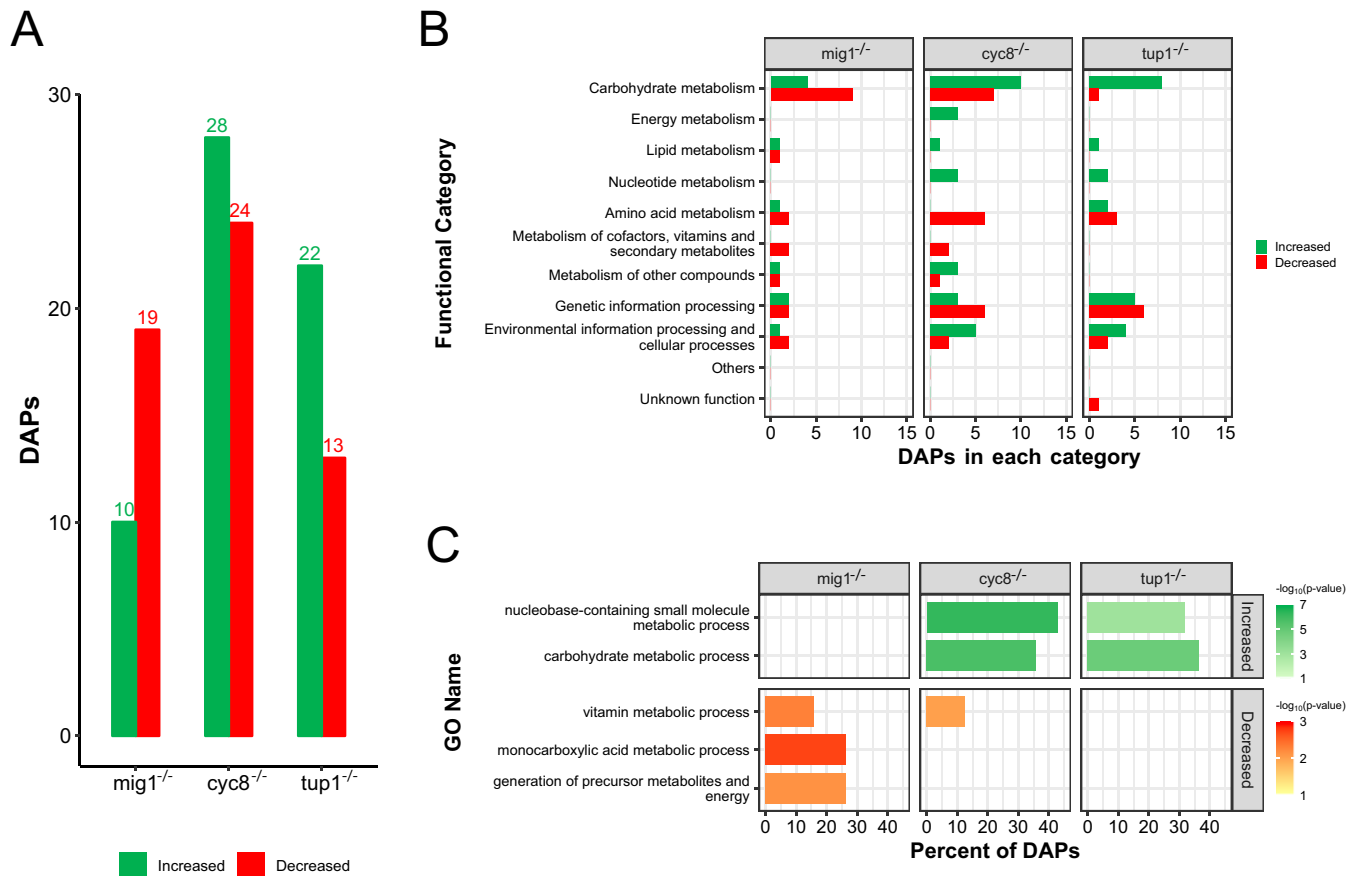 A
30
20
10
0
DAPs
10
19
28
24
22
13
mig1-/-
cyc8-/-
tup1-/-
Increased
Decreased
B
mig1-/-
cyc8-/-
tup1-/-
Functional Category
Carbohydrate metabolism
Energy metabolism
Lipid metabolism
Nucleotide metabolism
Amino acid metabolism
Metabolism of cofactors, vitamins and
secondary metabolites
Metabolism of other compounds
Genetic information processing
Environmental information processing and
cellular processes
Others
Unknown function
0 5 10 15
0 5 10 15
0 5 10 15
DAPs in each category
Increased
Decreased
C
mig1-/-
cyc8-/-
tup1-/-
GO Name
nucleobase-containing small molecule
metabolic process
carbohydrate metabolic process
vitamin metabolic process
monocarboxylic acid metabolic process
generation of precursor metabolites and
energy
Increased
Decreased
0 10 20 30 40
0 10 20 30 40
0 10 20 30 40
Percent of DAPs
-log10(p-value)
7
5
3
1
-log10(p-value)
3
2
1